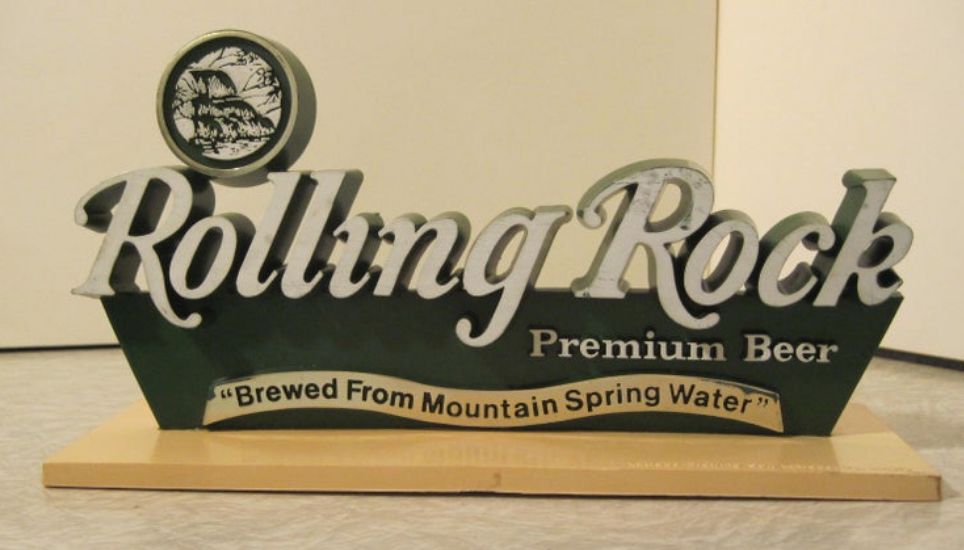 Rolling Rock
Premium Beer
“Brewed From Mountain Spring Water”